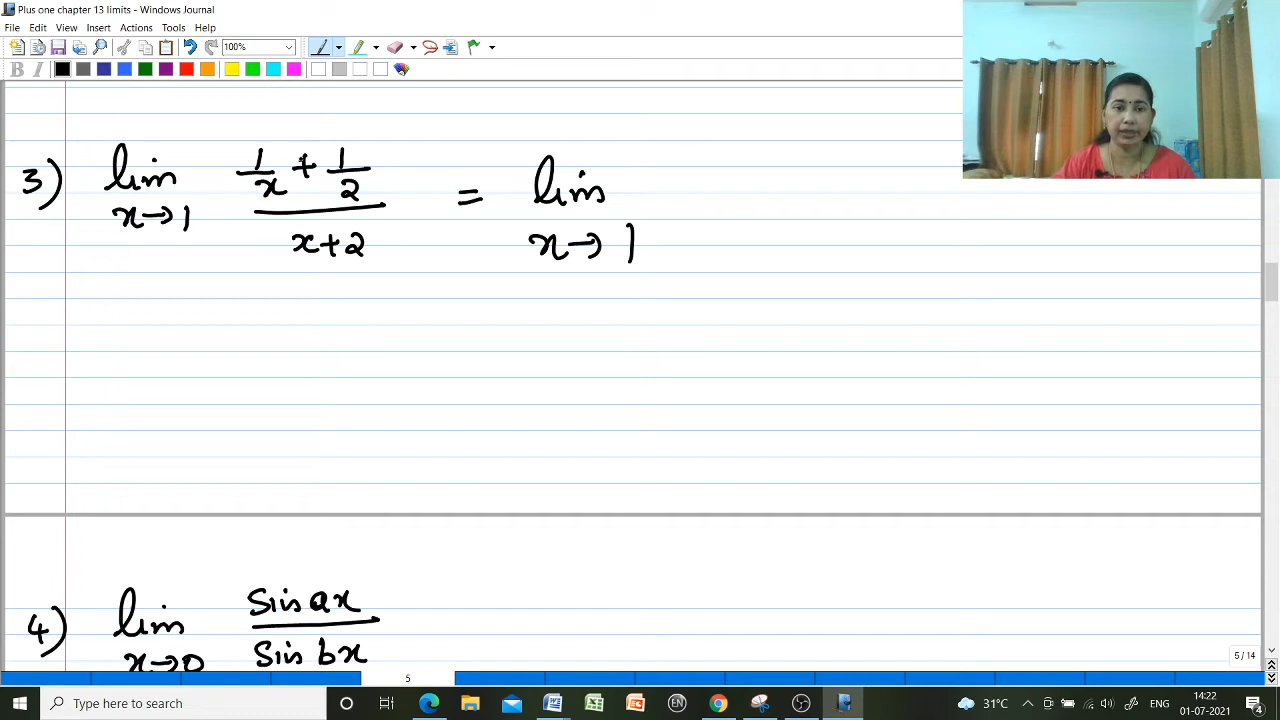 Plus one chapter 13 limits - Windows Journal
File Edit View Insert Actions Tools Help
100%
B I
3) lim x→1 (1/x + 1/2) / (x+2) = lim x→1
4) lim x→0 sin ax / sin bx
5 / 14
5
Type here to search
31°C ENG 14:22
01-07-2021